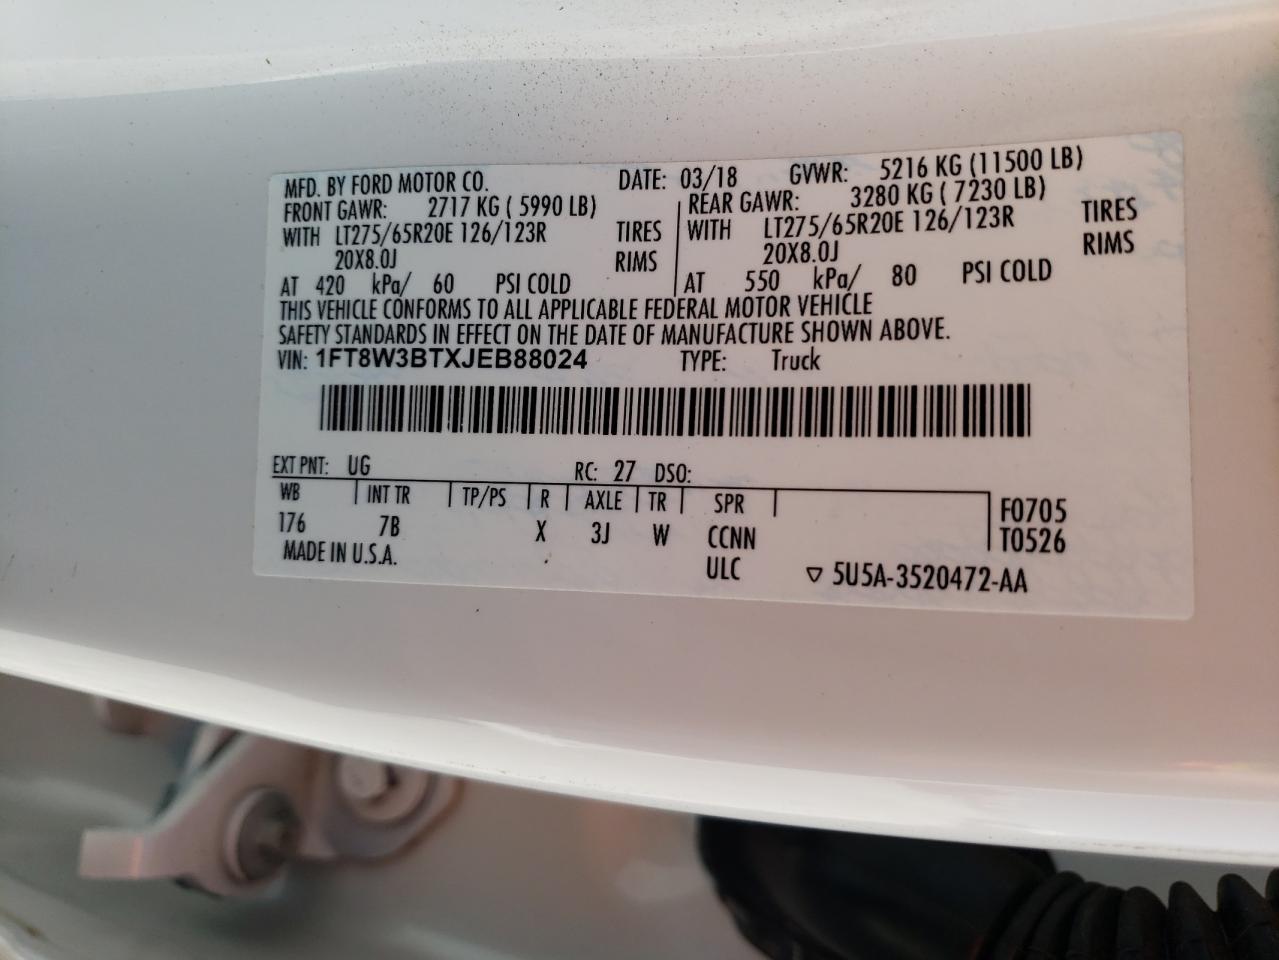 MFD. BY FORD MOTOR CO. DATE: 03/18 GVWR: 5216 KG (11500 LB)
FRONT GAWR: 2717 KG ( 5990 LB) REAR GAWR: 3280 KG ( 7230 LB)
WITH LT275/65R20E 126/123R TIRES WITH LT275/65R20E 126/123R TIRES
20X8.0J RIMS 20X8.0J RIMS
AT 420 kPa/ 60 PSI COLD AT 550 kPa/ 80 PSI COLD
THIS VEHICLE CONFORMS TO ALL APPLICABLE FEDERAL MOTOR VEHICLE
SAFETY STANDARDS IN EFFECT ON THE DATE OF MANUFACTURE SHOWN ABOVE.
VIN: 1FT8W3BTXJEB88024 TYPE: Truck
EXT PNT: UG RC: 27 DSO:
WB INT TR TP/PS R AXLE TR SPR F0705
176 7B X 3J W CCNN T0526
MADE IN U.S.A. ULC 5U5A-3520472-AA